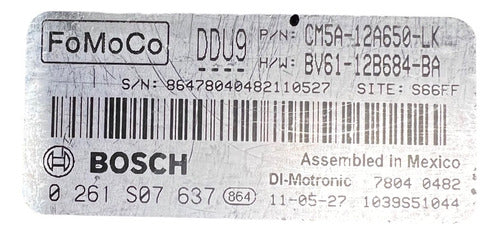 FoMoCo DDU9 P/N: CM5A-12A650-LK
H/W: BV61-12B684-BA
S/N: 86478040482110527 SITE: S66FF
BOSCH Assembled in Mexico
DI-Motronic 7804 0482
0 261 S07 637 864 11-05-27 1039S51044